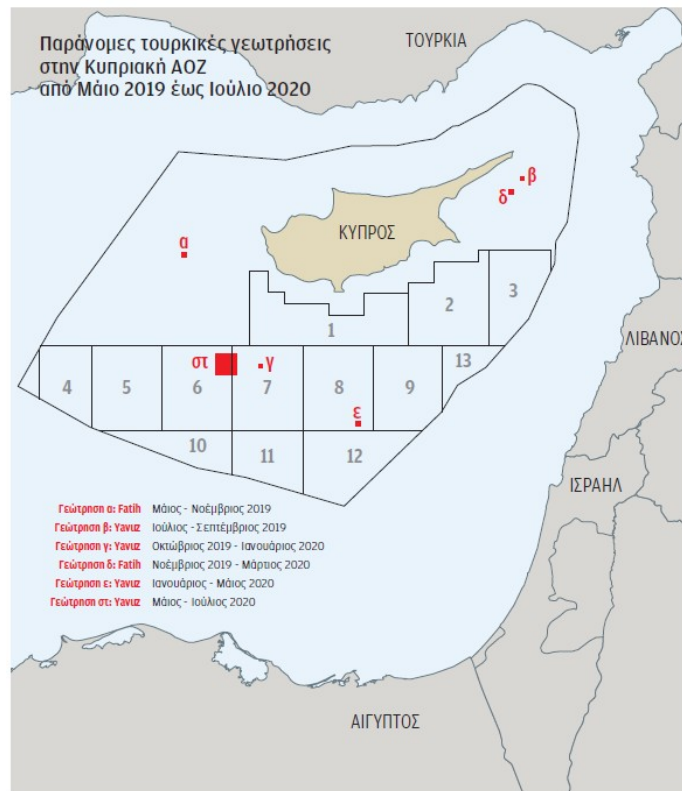 Παράνομες τουρκικές γεωτρήσεις
στην Κυπριακή ΑΟΖ
από Μάιο 2019 έως Ιούλιο 2020
ΤΟΥΡΚΙΑ
β
δ
ΚΥΠΡΟΣ
α
3
2
1
ΛΙΒΑΝΟΣ
13
στ
γ
4
5
6
7
8
9
ε
10
11
12
ΙΣΡΑΗΛ
Γεώτρηση α: Fatih Μάιος - Νοέμβριος 2019
Γεώτρηση β: Yavuz Ιούλιος - Σεπτέμβριος 2019
Γεώτρηση γ: Yavuz Οκτώβριος 2019 - Ιανουάριος 2020
Γεώτρηση δ: Fatih Νοέμβριος 2019 - Μάρτιος 2020
Γεώτρηση ε: Yavuz Ιανουάριος - Μάιος 2020
Γεώτρηση στ: Yavuz Μάιος - Ιούλιος 2020
ΑΙΓΥΠΤΟΣ